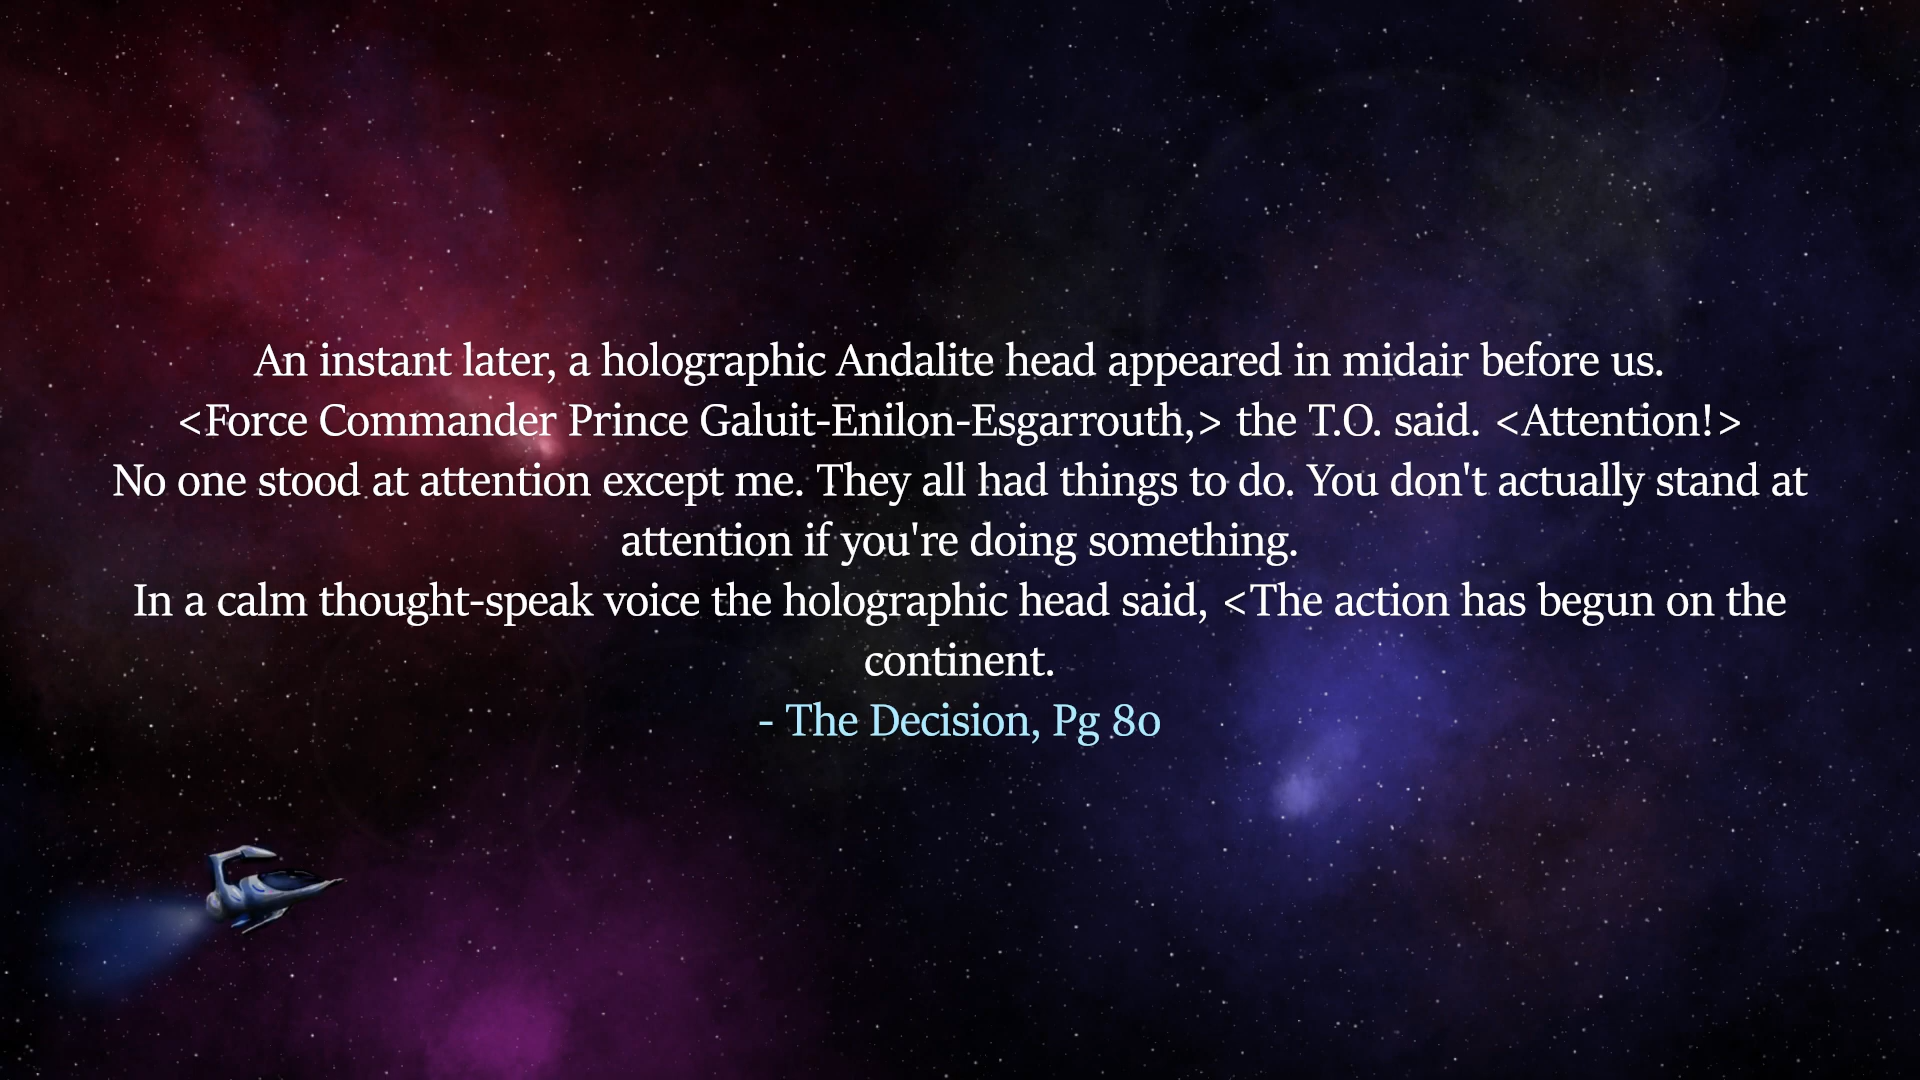 An instant later, a holographic Andalite head appeared in midair before us.
<Force Commander Prince Galuit-Enilon-Esgarrouth,> the T.O. said. <Attention!>
No one stood at attention except me. They all had things to do. You don't actually stand at
attention if you're doing something.
In a calm thought-speak voice the holographic head said, <The action has begun on the
continent.
- The Decision, Pg 80